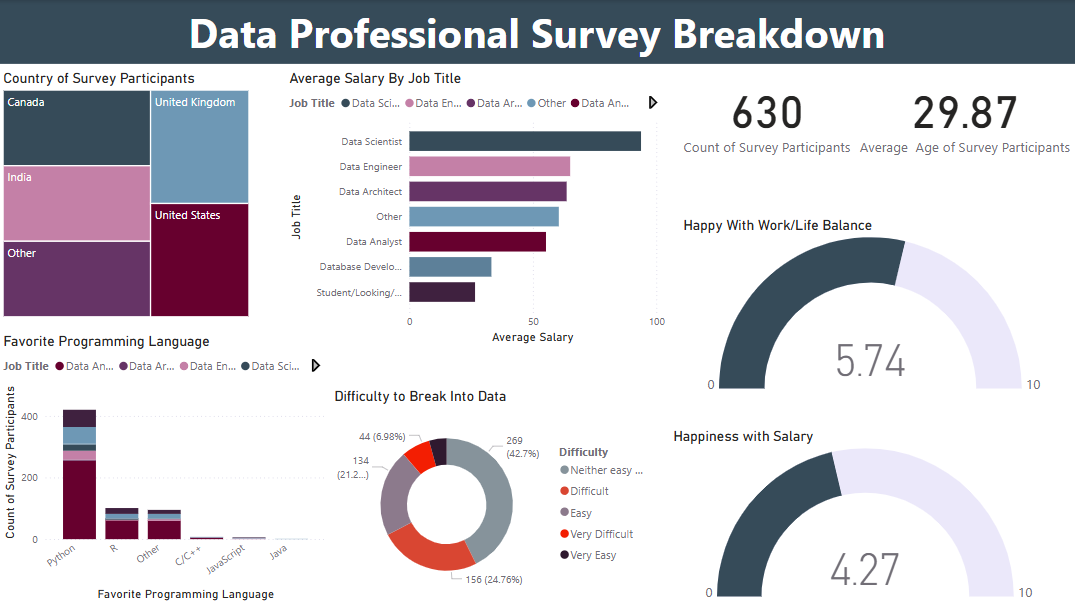 Data Professional Survey Breakdown
Country of Survey Participants
Canada
United Kingdom
India
United States
Other
Average Salary By Job Title
Job Title Data Sci... Data En... Data Ar... Other Data An...
Job Title
Data Scientist
Data Engineer
Data Architect
Other
Data Analyst
Database Develo...
Student/Looking/...
0 50 100
Average Salary
630
Count of Survey Participants
29.87
Average Age of Survey Participants
Happy With Work/Life Balance
5.74
0 10
Favorite Programming Language
Job Title Data An... Data Ar... Data En... Data Sci...
Count of Survey Participants
400
200
0
Python R Other C/C++ JavaScript Java
Favorite Programming Language
Difficulty to Break Into Data
44 (6.98%)
269
(42.7%)
134
(21.2...)
156 (24.76%)
Difficulty
Neither easy ...
Difficult
Easy
Very Difficult
Very Easy
Happiness with Salary
4.27
0 10